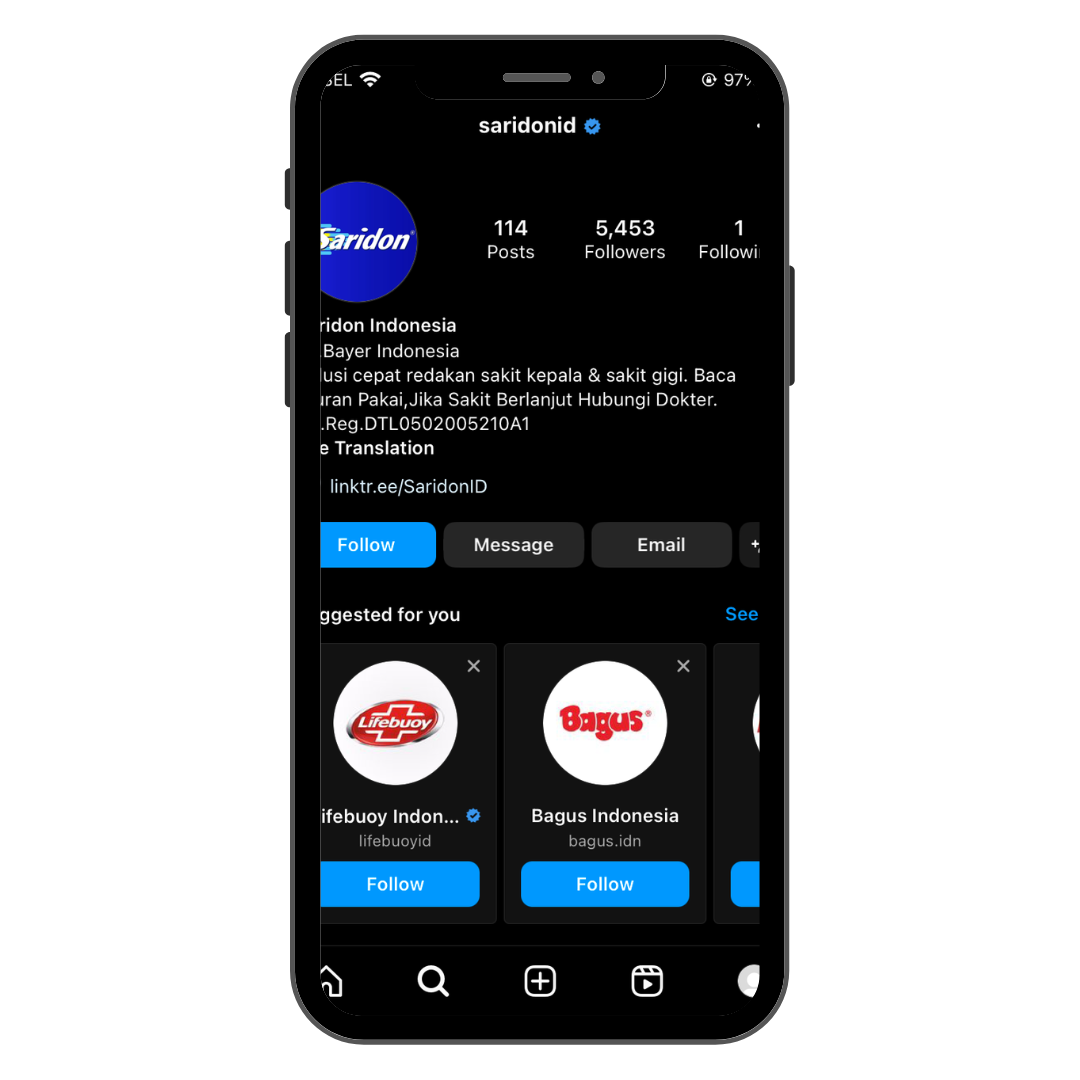 SEL 97%
saridonid
Saridon
114 5,453 1
Posts Followers Followi
ridon Indonesia
.Bayer Indonesia
lusi cepat redakan sakit kepala & sakit gigi. Baca
uran Pakai,Jika Sakit Berlanjut Hubungi Dokter.
.Reg.DTL0502005210A1
e Translation
linktr.ee/SaridonID
Follow Message Email
ggested for you See
Lifebuoy Bagus
ifebuoy Indon... Bagus Indonesia
lifebuoyid bagus.idn
Follow Follow